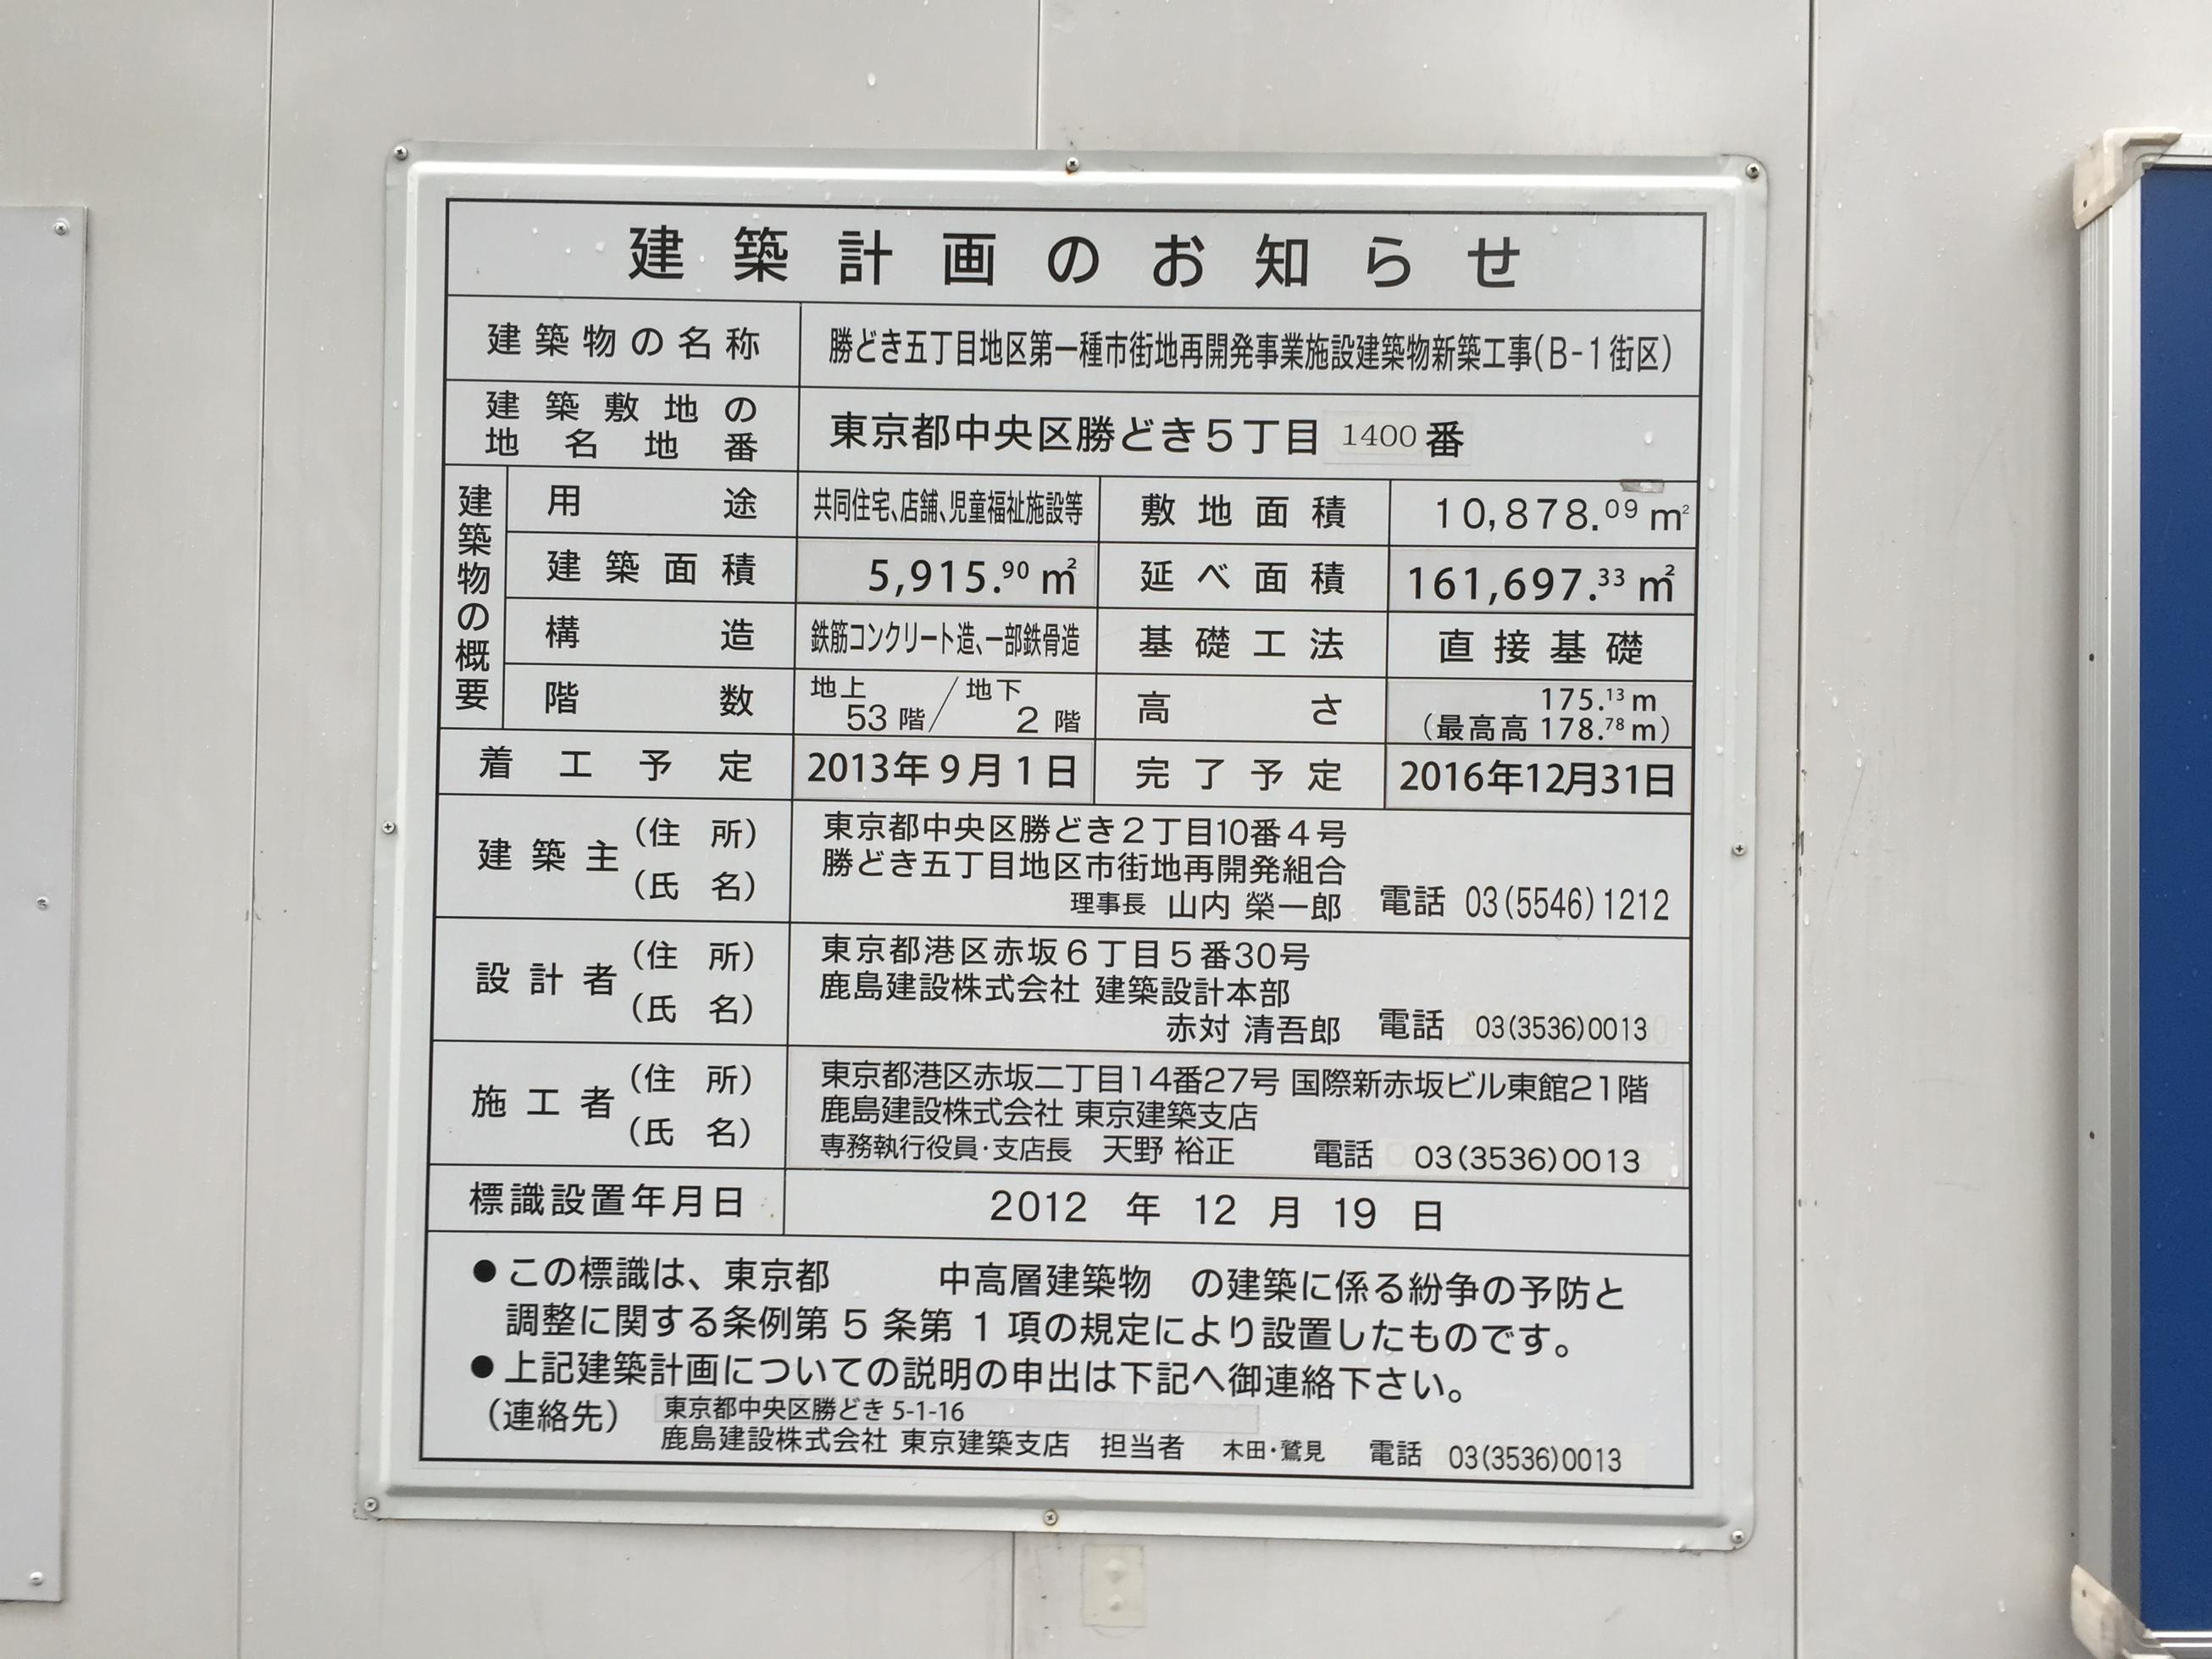 建築計画のお知らせ
建築物の名称 勝どき五丁目地区第一種市街地再開発事業施設建築物新築工事(B-1街区)
建築敷地の
地名地番
東京都中央区勝どき5丁目 1400 番
建築物の概要
用途 共同住宅、店舗、児童福祉施設等 敷地面積 10,878.09 m²
建築面積 5,915.90 ㎡ 延べ面積 161,697.33 ㎡
構造 鉄筋コンクリート造、一部鉄骨造 基礎工法 直接基礎
階数 地上 53 階/地下 2 階 高さ 175.13 m
(最高高 178.78 m)
着工予定 2013年9月1日 完了予定 2016年12月31日
建築主 (住所) (氏名)
東京都中央区勝どき2丁目10番4号
勝どき五丁目地区市街地再開発組合
理事長 山内 榮一郎 電話 03(5546)1212
設計者 (住所) (氏名)
東京都港区赤坂6丁目5番30号
鹿島建設株式会社 建築設計本部
赤対 清吾郎 電話 03(3536)0013
施工者 (住所) (氏名)
東京都港区赤坂二丁目14番27号 国際新赤坂ビル東館21階
鹿島建設株式会社 東京建築支店
専務執行役員・支店長 天野 裕正 電話 03(3536)0013
標識設置年月日 2012 年 12 月 19 日
●この標識は、東京都 中高層建築物 の建築に係る紛争の予防と
調整に関する条例第 5 条第 1 項の規定により設置したものです。
●上記建築計画についての説明の申出は下記へ御連絡下さい。
(連絡先) 東京都中央区勝どき 5-1-16
鹿島建設株式会社 東京建築支店 担当者 木田・鷲見 電話 03(3536)0013